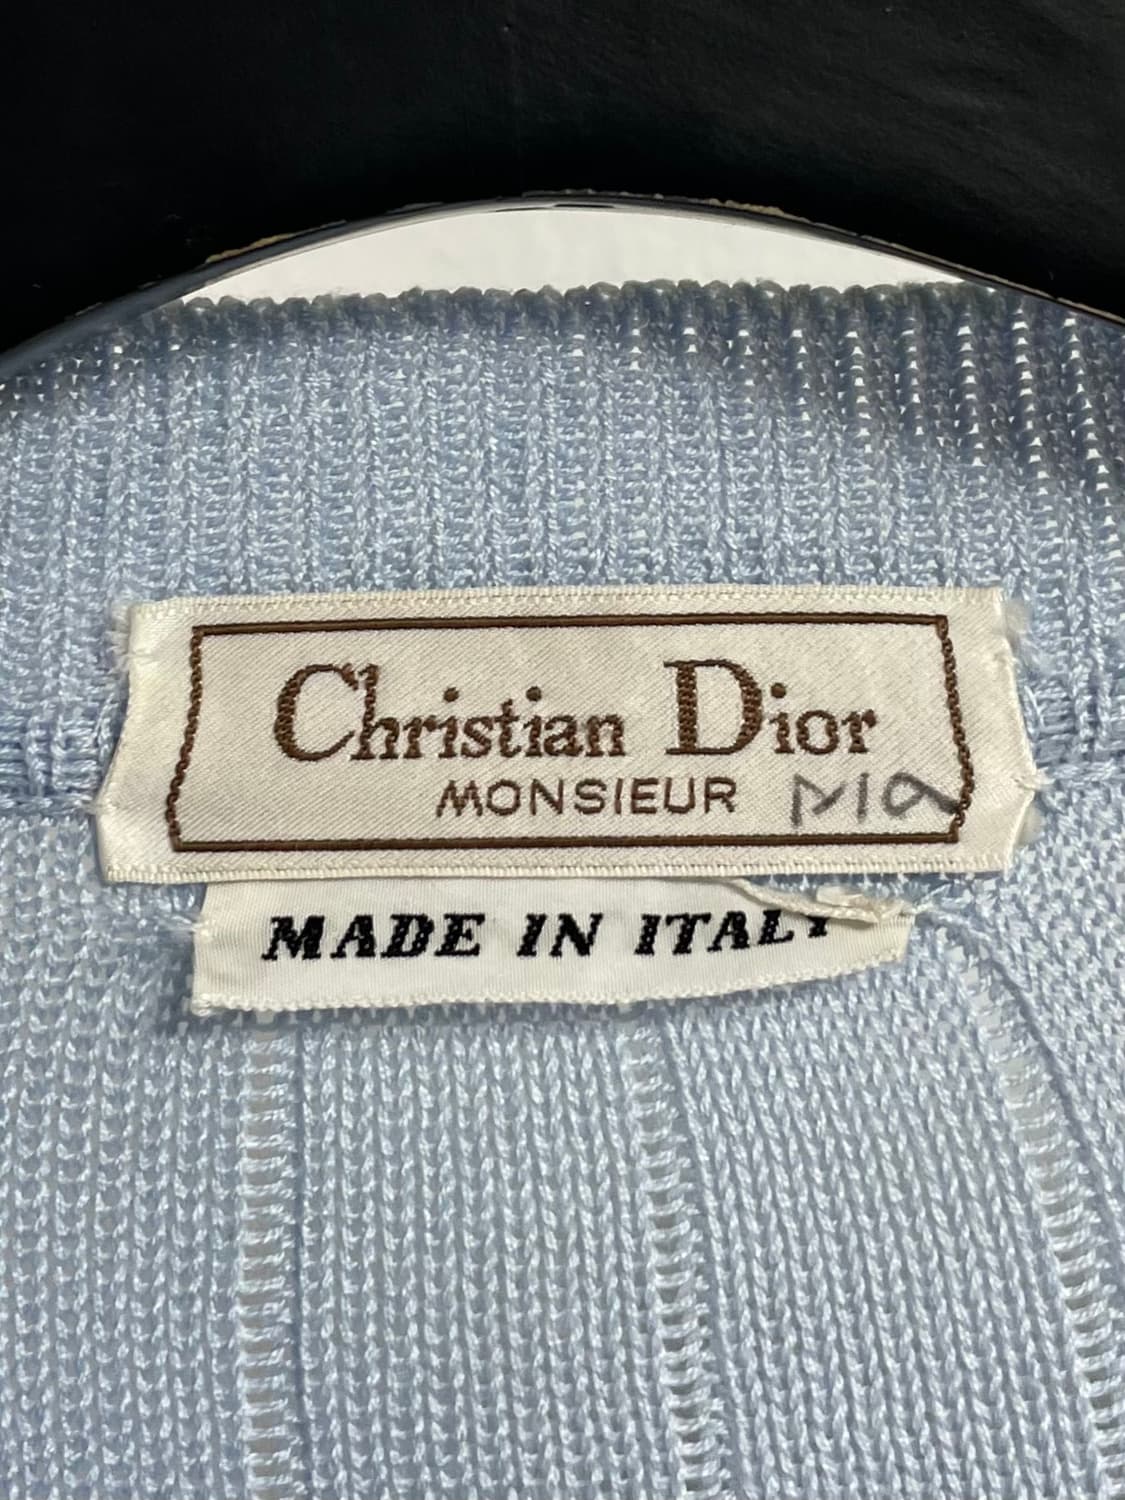 Christian Dior
MONSIEUR
MADE IN ITALY